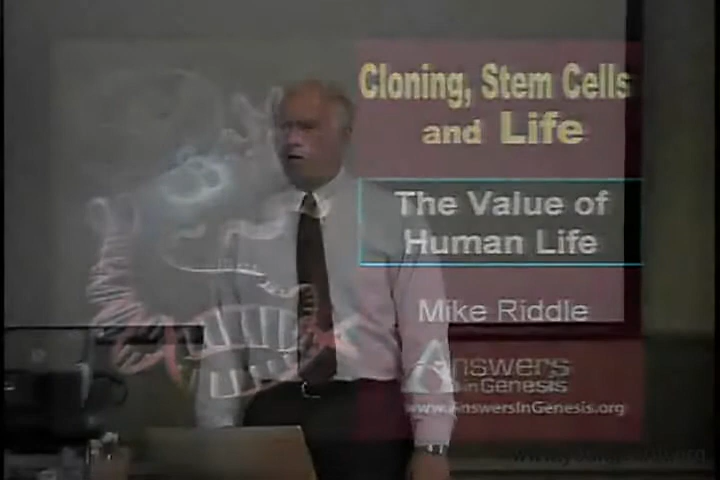 Cloning, Stem Cells
and Life
The Value of
Human Life
Mike Riddle
Answers
in Genesis
www.AnswersInGenesis.org